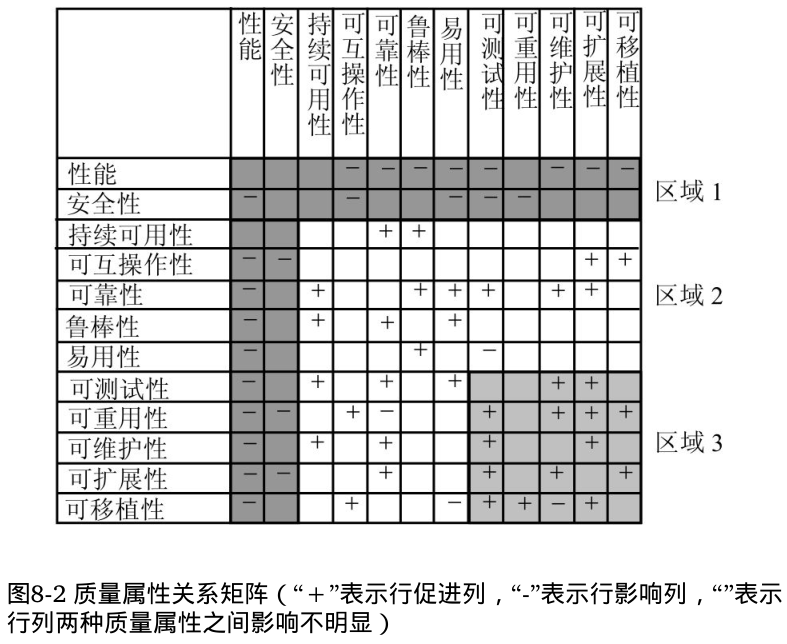 性能 安全性 持续可用性 可互操作性 可靠性 鲁棒性 易用性 可测试性 可重用性 可维护性 可扩展性 可移植性
性能 − − − − − − − −
安全性 − − − − − 区域 1
持续可用性 + +
可互操作性 − − + +
可靠性 − + + + + + + 区域 2
鲁棒性 − + + +
易用性 − + −
可测试性 − + + + + +
可重用性 − − + − + + + +
可维护性 − + + + + 区域 3
可扩展性 − − + + + +
可移植性 − + − + + − +
图8-2 质量属性关系矩阵（“＋”表示行促进列，“-”表示行影响列，“”表示
行列两种质量属性之间影响不明显）